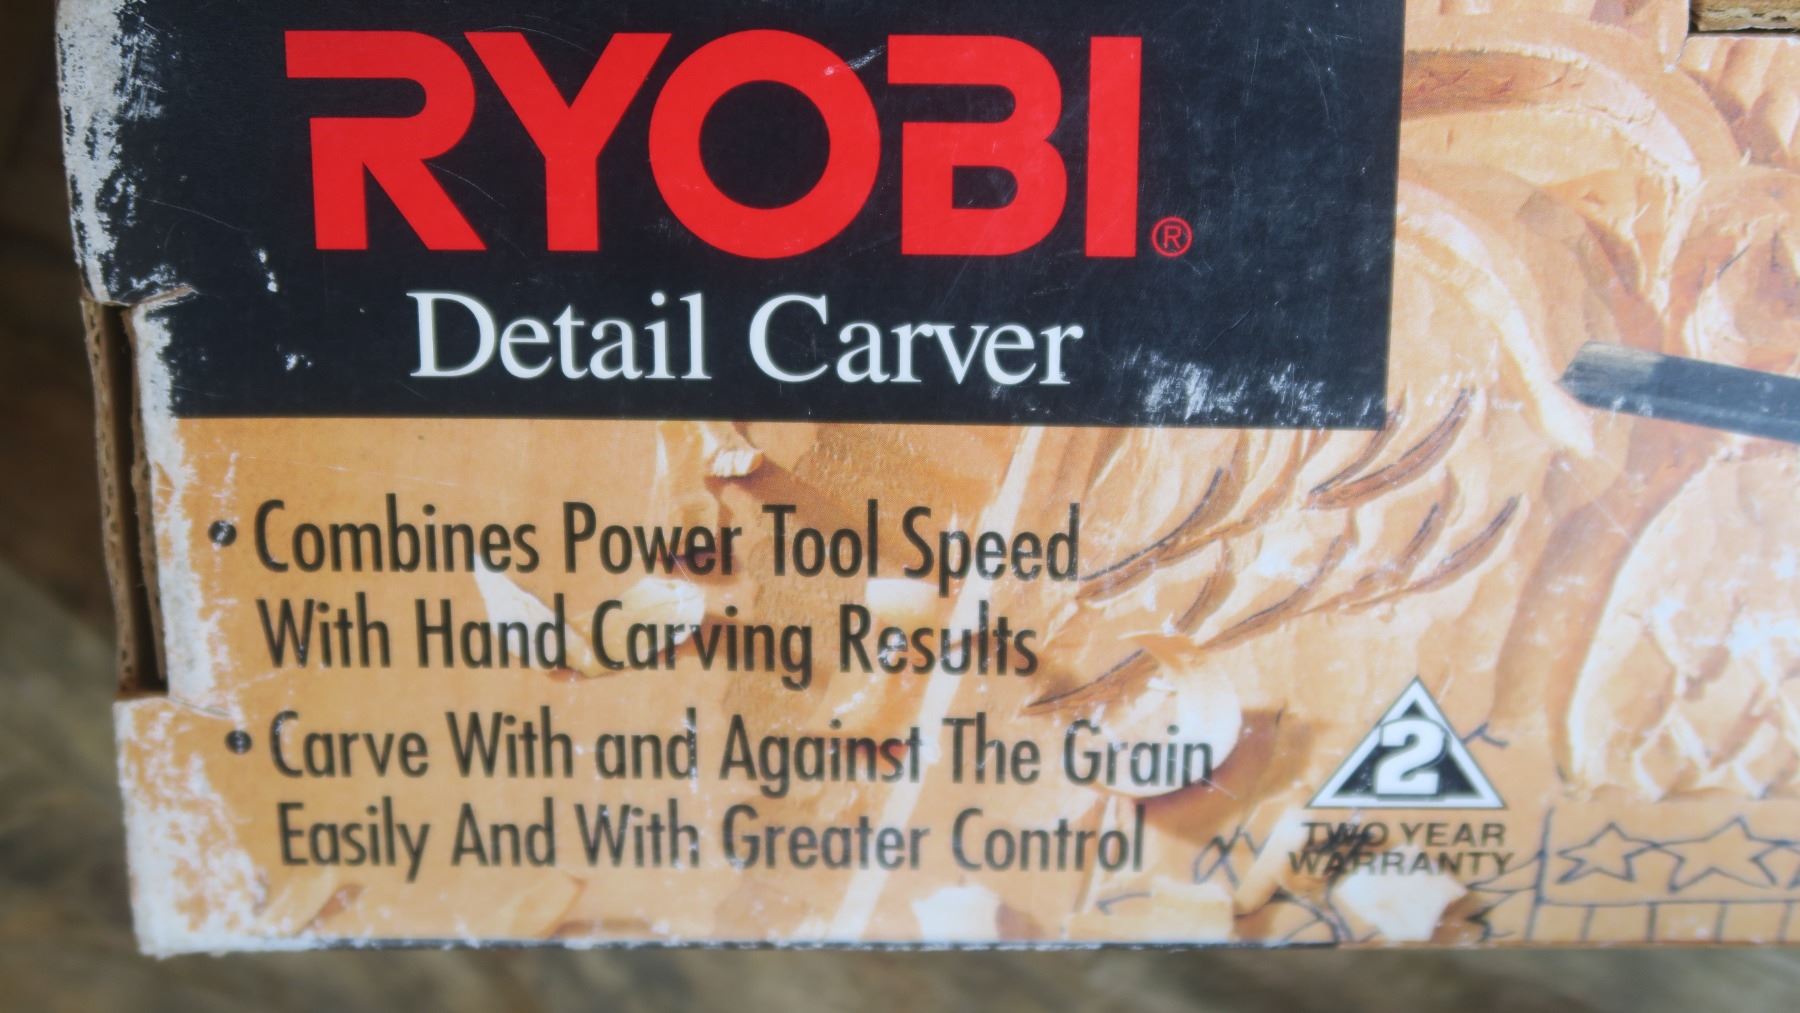 RYOBI®
Detail Carver
• Combines Power Tool Speed
With Hand Carving Results
• Carve With and Against The Grain
Easily And With Greater Control
2
TWO YEAR
WARRANTY